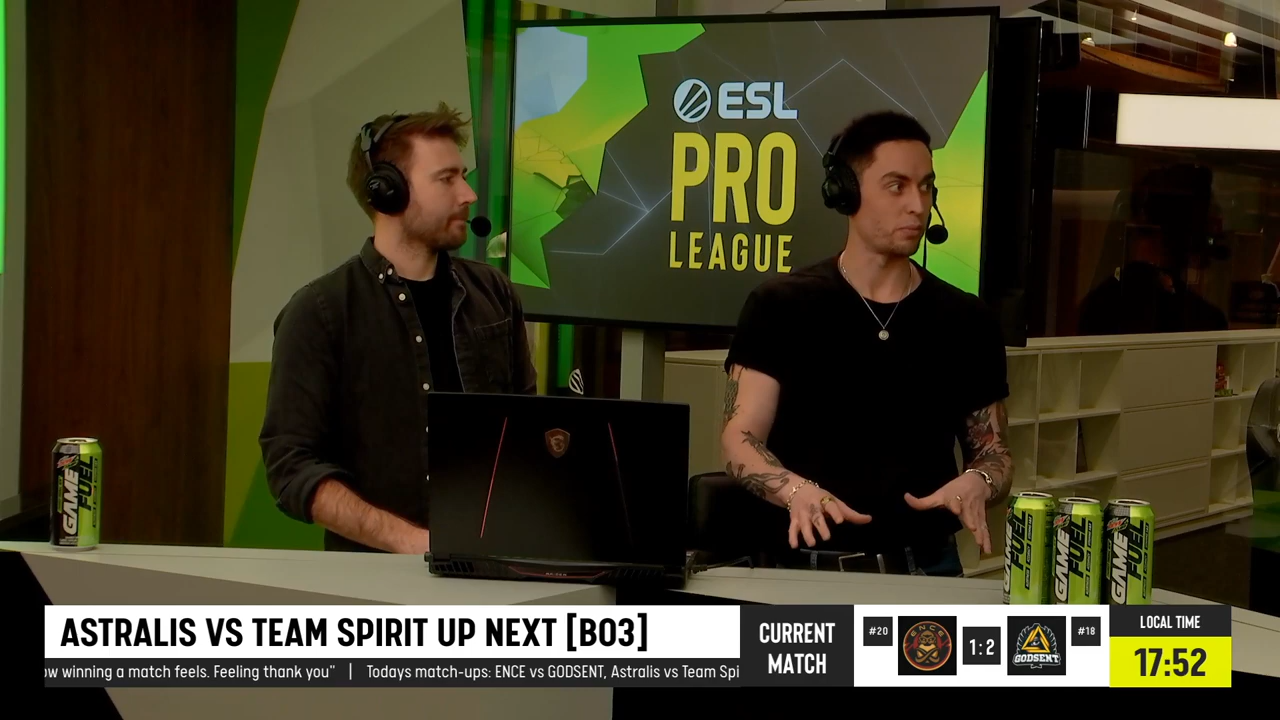 ESL
PRO
LEAGUE
GAME
FUEL
GAME
FUEL
GAME
FUEL
GAME
FUEL
ASTRALIS VS TEAM SPIRIT UP NEXT [BO3]
ow winning a match feels. Feeling thank you" | Todays match-ups: ENCE vs GODSENT, Astralis vs Team Spi
CURRENT
MATCH
#20
ENCE
1:2
GODSENT
#18
LOCAL TIME
17:52